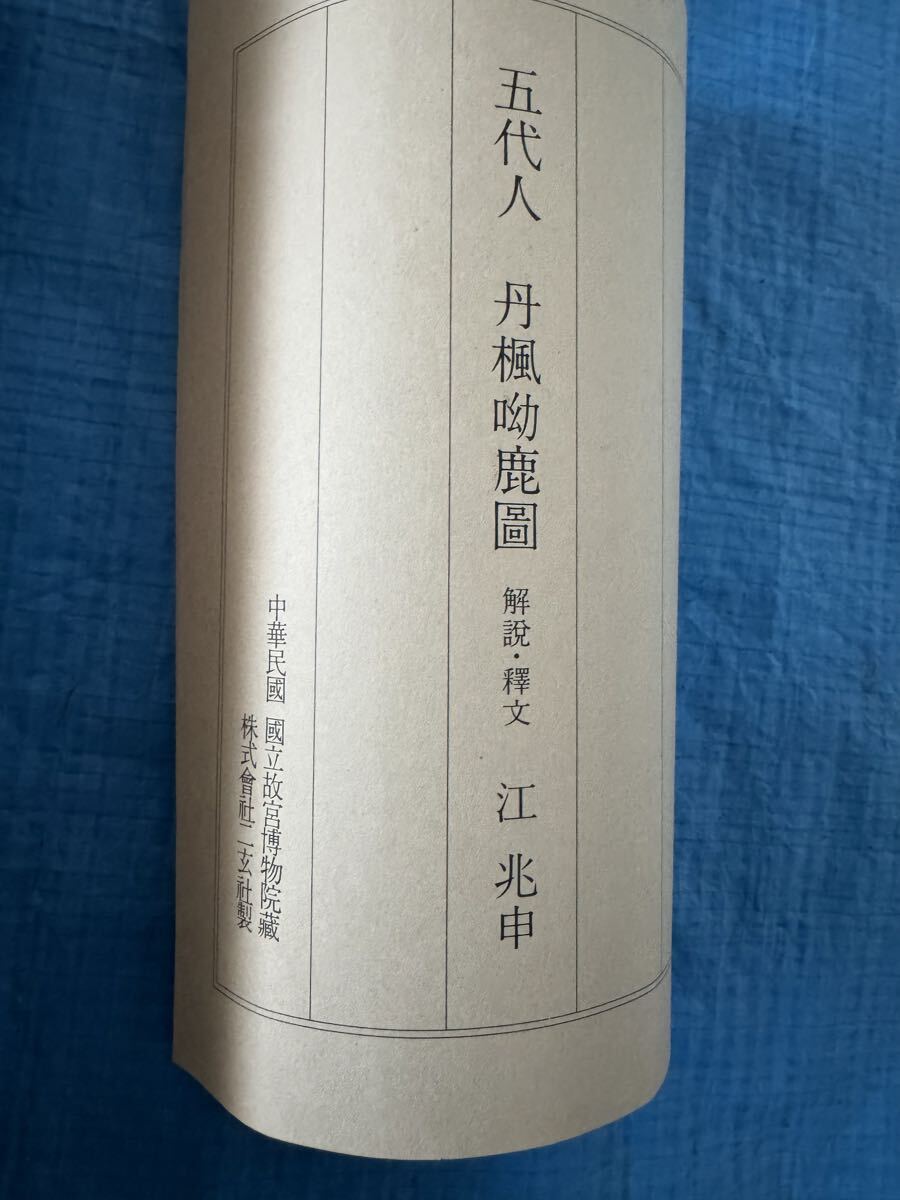 五代人 丹楓呦鹿圖 解說・釋文 江兆申
中華民國 國立故宮博物院藏
株式會社二玄社製